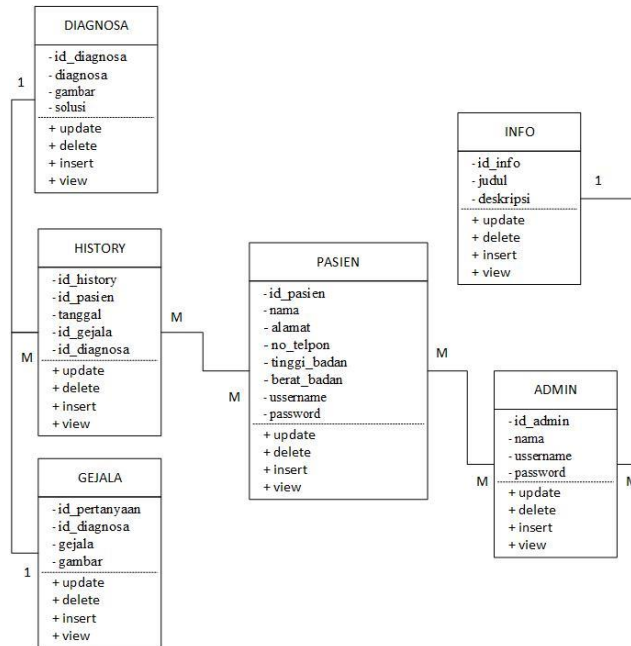 DIAGNOSA
- id_diagnosa
- diagnosa
- gambar
- solusi
+ update
+ delete
+ insert
+ view
1
HISTORY
- id_history
- id_pasien
- tanggal
- id_gejala
- id_diagnosa
+ update
+ delete
+ insert
+ view
M
M
GEJALA
- id_pertanyaan
- id_diagnosa
- gejala
- gambar
+ update
+ delete
+ insert
+ view
1
PASIEN
- id_pasien
- nama
- alamat
- no_telpon
- tinggi_badan
- berat_badan
- ussername
- password
+ update
+ delete
+ insert
+ view
M
M
INFO
- id_info
- judul
- deskripsi
+ update
+ delete
+ insert
+ view
1
ADMIN
- id_admin
- nama
- ussername
- password
+ update
+ delete
+ insert
+ view
M
M